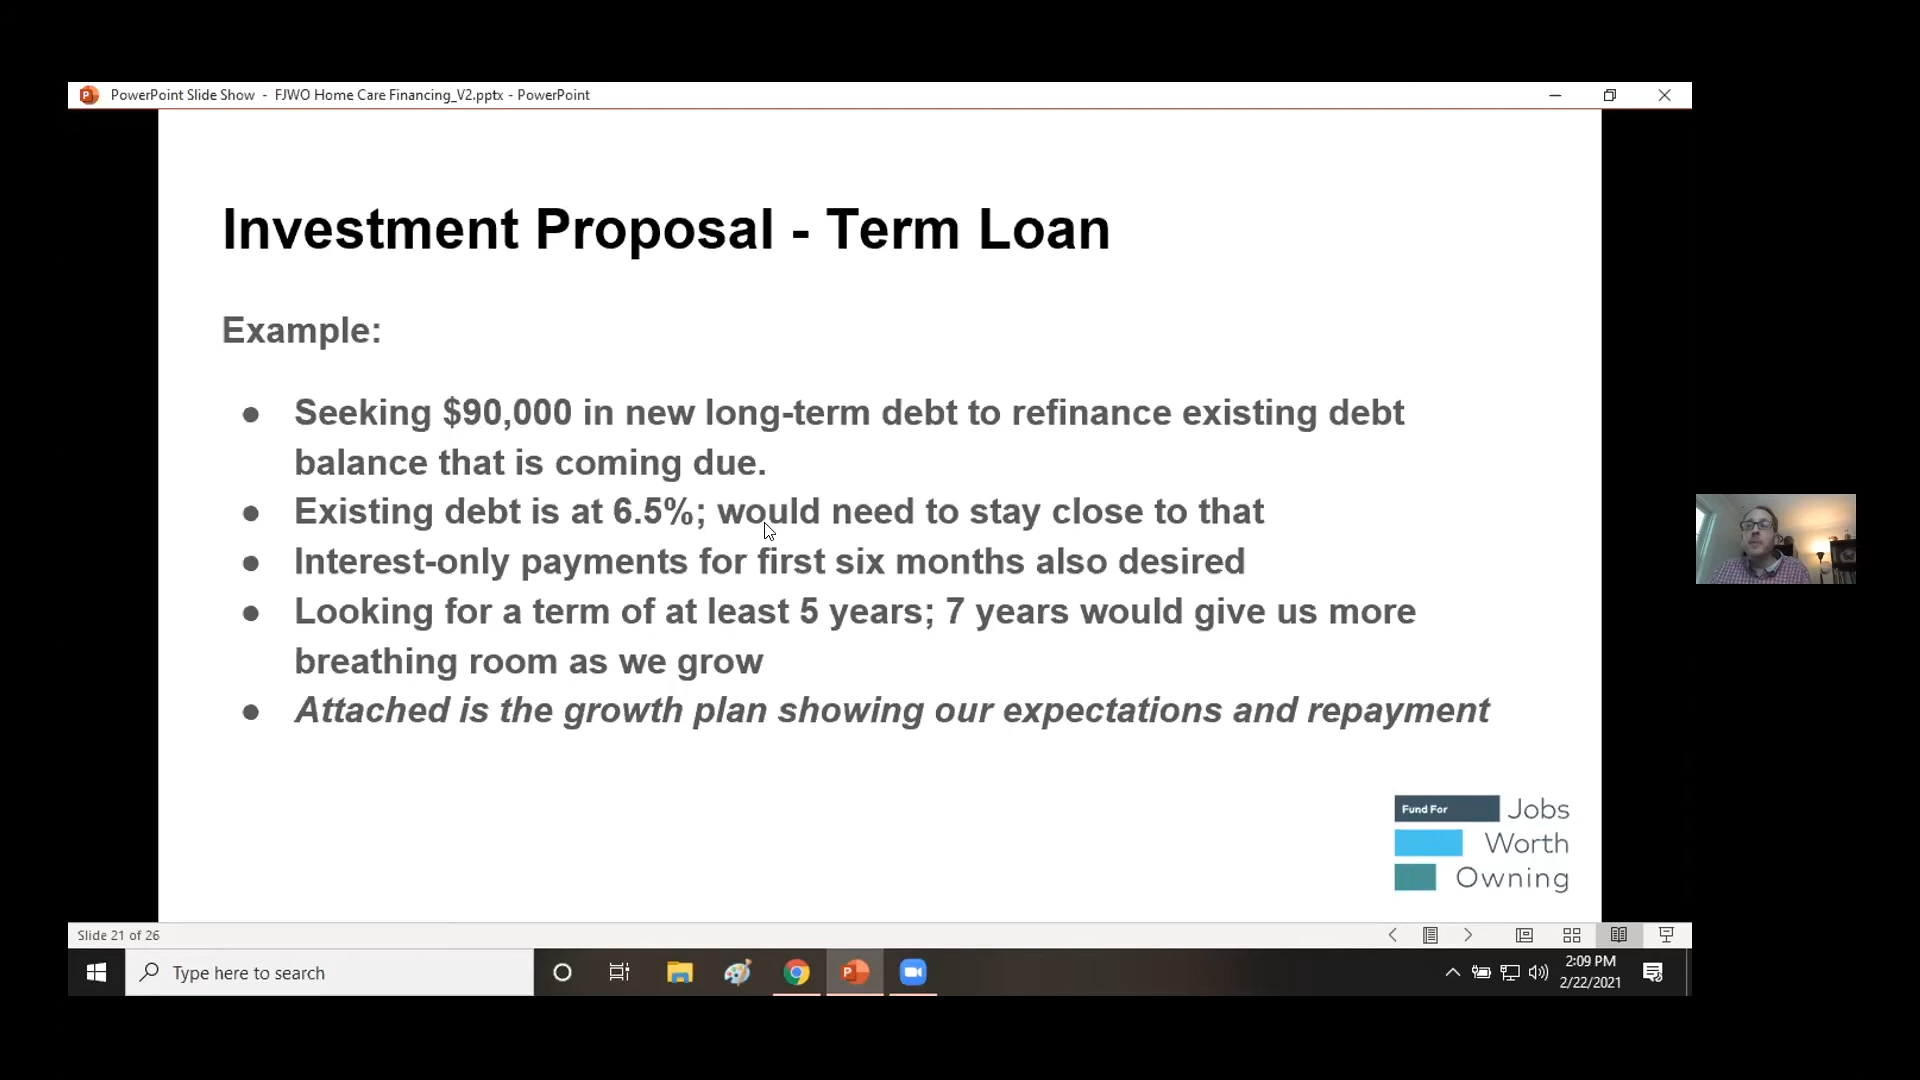 PowerPoint Slide Show - FJWO Home Care Financing_V2.pptx - PowerPoint
Investment Proposal - Term Loan
Example:
● Seeking $90,000 in new long-term debt to refinance existing debt
balance that is coming due.
● Existing debt is at 6.5%; would need to stay close to that
● Interest-only payments for first six months also desired
● Looking for a term of at least 5 years; 7 years would give us more
breathing room as we grow
● Attached is the growth plan showing our expectations and repayment
Fund For Jobs
Worth
Owning
Slide 21 of 26
Type here to search
2:09 PM
2/22/2021